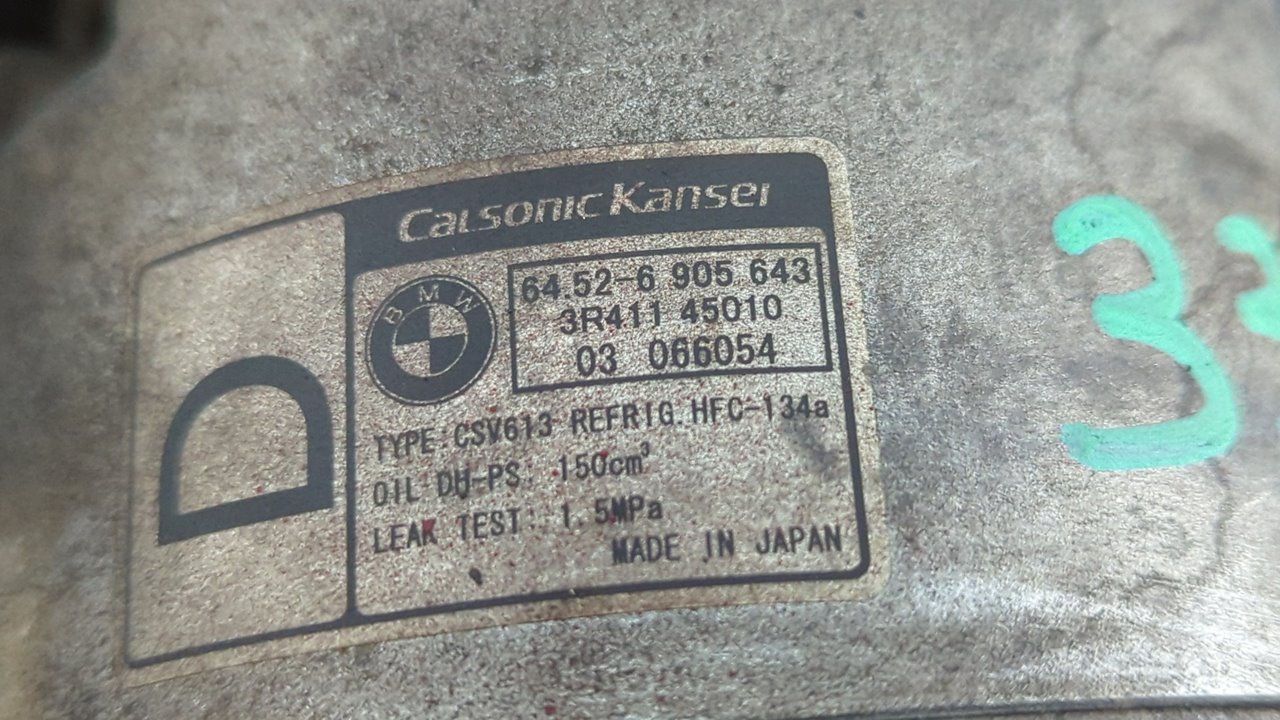 D
Calsonic Kansei
BMW
64.52-6 905 643
3R411 45010
03 066054
TYPE:CSV613 REFRIG.HFC-134a
OIL DH-PS: 150cm³
LEAK TEST: 1.5MPa
MADE IN JAPAN
3